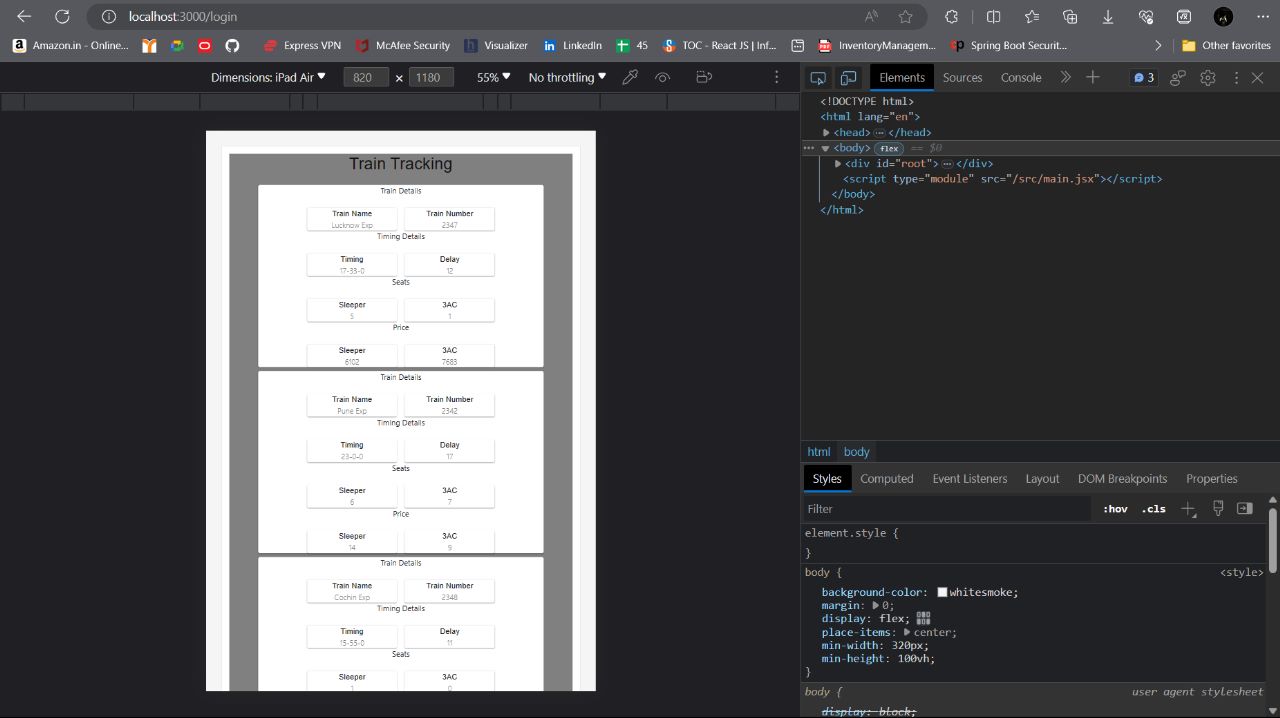 localhost:3000/login
Amazon.in - Online...
Express VPN
McAfee Security
Visualizer
LinkedIn
45
TOC - React JS | Inf...
InventoryManagem...
Spring Boot Securit...
Other favorites
Dimensions: iPad Air
820 × 1180
55%
No throttling
Elements
Sources
Console
3
Train Tracking
Train Details
Train Name Train Number
Lucknow Exp 2347
Timing Details
Timing Delay
17-33-0 12
Seats
Sleeper 3AC
5 1
Price
Sleeper 3AC
6102 7683
Train Details
Train Name Train Number
Pune Exp 2342
Timing Details
Timing Delay
23-0-0 17
Seats
Sleeper 3AC
6 7
Price
Sleeper 3AC
14 9
Train Details
Train Name Train Number
Cochin Exp 2348
Timing Details
Timing Delay
15-55-0 11
Seats
Sleeper 3AC
1 0
<!DOCTYPE html>
<html lang="en">
<head> ⋯ </head>
<body> flex == $0
<div id="root"> ⋯ </div>
<script type="module" src="/src/main.jsx"></script>
</body>
</html>
html body
Styles Computed Event Listeners Layout DOM Breakpoints Properties
Filter
:hov .cls
element.style {
}
body { <style>
background-color: whitesmoke;
margin: 0;
display: flex;
place-items: center;
min-width: 320px;
min-height: 100vh;
}
body { user agent stylesheet
display: block;